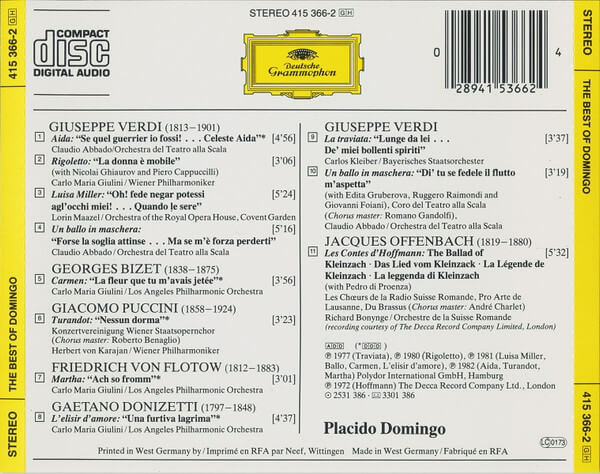 STEREO 415 366-2 GH
COMPACT
disc
DIGITAL AUDIO
Deutsche
Grammophon
0 28941 53662 4
415 366-2 GH
THE BEST OF DOMINGO
STEREO
STEREO
THE BEST OF DOMINGO
415 366-2 GH
GIUSEPPE VERDI (1813–1901)
1 Aida: “Se quel guerrier io fossi! . . . Celeste Aida”* [4'56]
Claudio Abbado/Orchestra del Teatro alla Scala
2 Rigoletto: “La donna è mobile” [3'06]
(with Nicolai Ghiaurov and Piero Cappuccilli)
Carlo Maria Giulini/Wiener Philharmoniker
3 Luisa Miller: “Oh! fede negar potessi [5'24]
agl'occhi miei! . . . Quando le sere”
Lorin Maazel/Orchestra of the Royal Opera House, Covent Garden
4 Un ballo in maschera: [5'16]
“Forse la soglia attinse . . . Ma se m'è forza perderti”
Claudio Abbado/Orchestra del Teatro alla Scala
GEORGES BIZET (1838–1875)
5 Carmen: “La fleur que tu m'avais jetée”* [3'56]
Carlo Maria Giulini/Los Angeles Philharmonic Orchestra
GIACOMO PUCCINI (1858–1924)
6 Turandot: “Nessun dorma”* [3'23]
Konzertvereinigung Wiener Staatsopernchor
(Chorus master: Roberto Benaglio)
Herbert von Karajan/Wiener Philharmoniker
FRIEDRICH VON FLOTOW (1812–1883)
7 Martha: “Ach so fromm”* [3'01]
Carlo Maria Giulini/Los Angeles Philharmonic Orchestra
GAETANO DONIZETTI (1797–1848)
8 L'elisir d'amore: “Una furtiva lagrima”* [4'37]
Carlo Maria Giulini/Los Angeles Philharmonic Orchestra
GIUSEPPE VERDI
9 La traviata: “Lunge da lei . . . [3'37]
De' miei bollenti spiriti”
Carlos Kleiber/Bayerisches Staatsorchester
10 Un ballo in maschera: “Di' tu se fedele il flutto [3'19]
m'aspetta”
(with Edita Gruberova, Ruggero Raimondi and
Giovanni Foiani), Coro del Teatro alla Scala
(Chorus master: Romano Gandolfi),
Claudio Abbado/Orchestra del Teatro alla Scala
JACQUES OFFENBACH (1819–1880)
11 Les Contes d'Hoffmann: The Ballad of [5'32]
Kleinzach · Das Lied vom Kleinzack · La Légende de
Kleinzach · La leggenda di Kleinzach
(with Pedro di Proenza)
Les Chœurs de la Radio Suisse Romande, Pro Arte de
Lausanne, Du Brassus (Chorus master: André Charlet)
Richard Bonynge/Orchestre de la Suisse Romande
(recording courtesy of The Decca Record Company Limited, London)
ADD (*DDD)
℗ 1977 (Traviata), ℗ 1980 (Rigoletto), ℗ 1981 (Luisa Miller,
Ballo, Carmen, L'elisir d'amore), ℗ 1982 (Aida, Turandot,
Martha) Polydor International GmbH, Hamburg
℗ 1972 (Hoffmann) The Decca Record Company Ltd., London
2531 386 · 3301 386
Placido Domingo
LC 0173
Printed in West Germany by/Imprimé en RFA par Neef, Wittingen Made in West Germany/Fabriqué en RFA